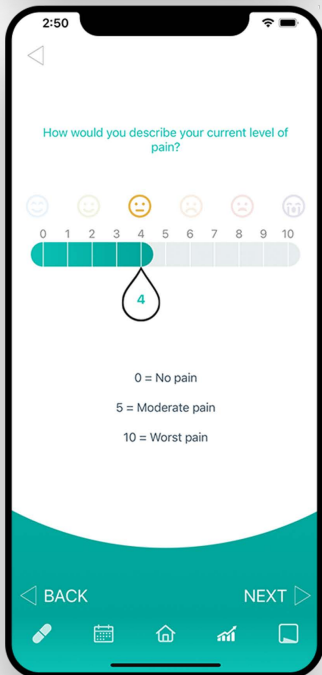 2:50
How would you describe your current level of
pain?
0 1 2 3 4 5 6 7 8 9 10
4
0 = No pain
5 = Moderate pain
10 = Worst pain
BACK NEXT